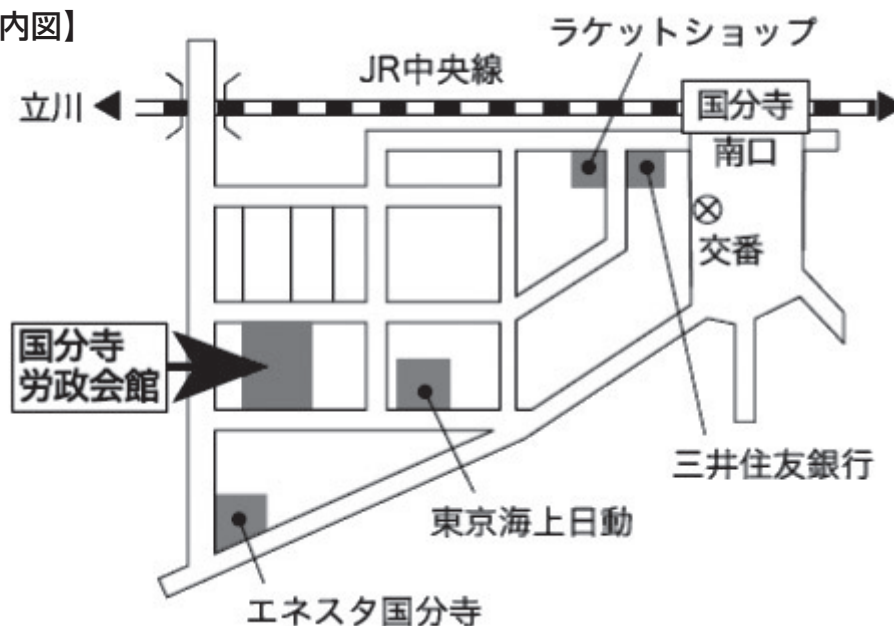 内図】
ラケットショップ
JR中央線
立川
国分寺
南口
交番
国分寺
労政会館
三井住友銀行
東京海上日動
エネスタ国分寺